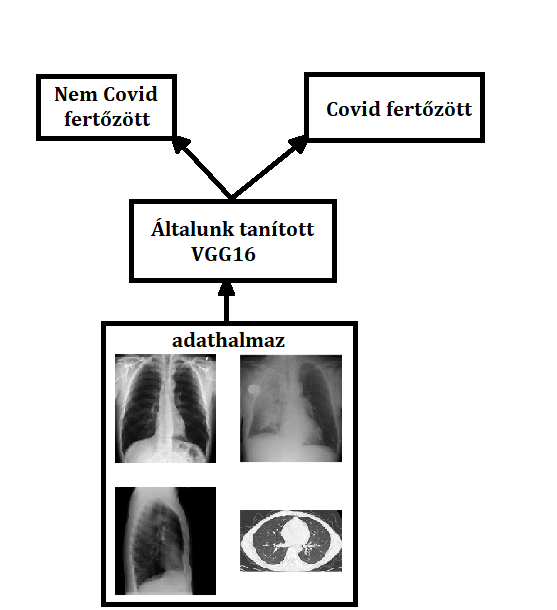 Nem Covid
fertőzött
Covid fertőzött
Általunk tanított
VGG16
adathalmaz